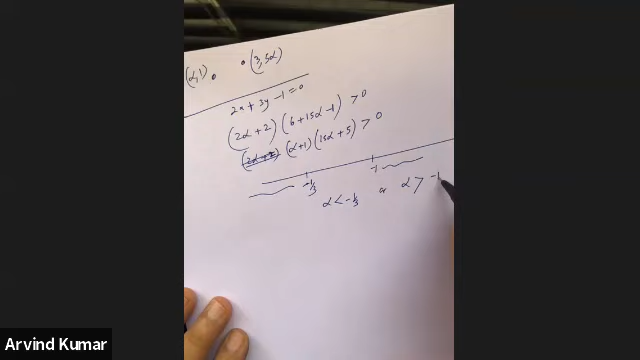 (α,1) . . (3,5α)
2x + 3y - 1 = 0
(2α + 2) (6 + 15α - 1) > 0
(α+1) (15α + 5) > 0
-1/3 -1
α < -1/3 or α > -1
Arvind Kumar